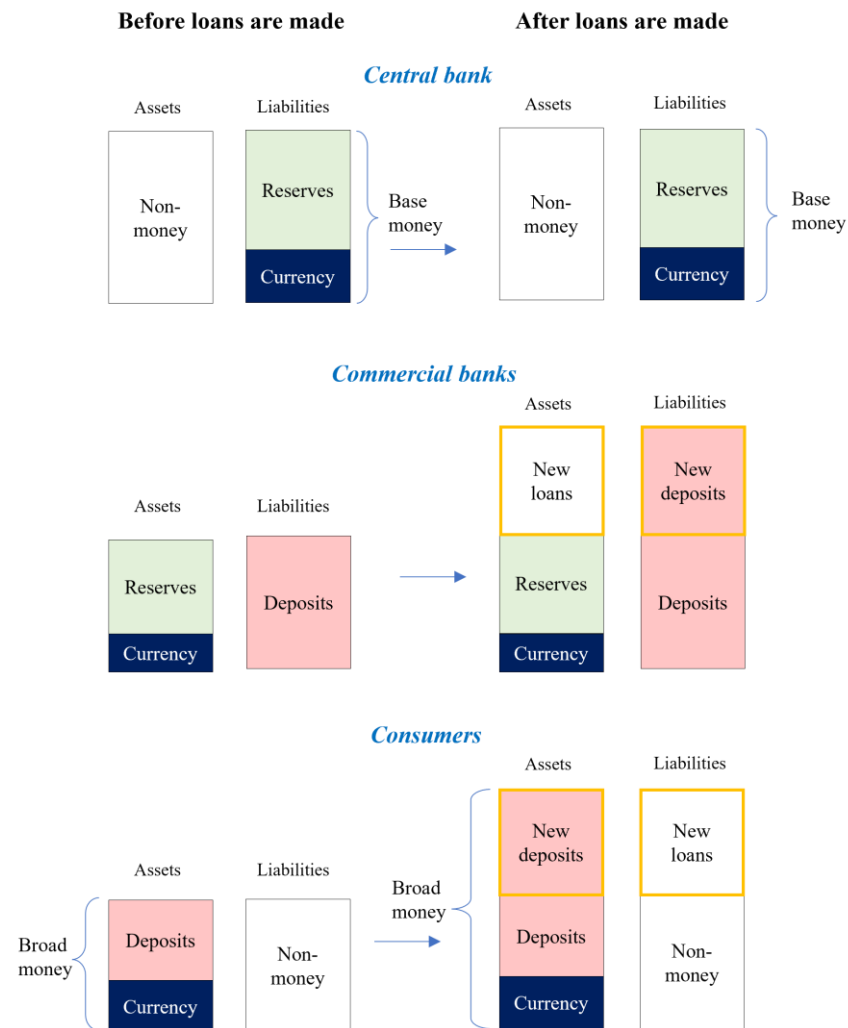 Before loans are made
After loans are made
Central bank
Assets
Liabilities
Assets
Liabilities
Non-
money
Reserves
Currency
Base
money
Non-
money
Reserves
Currency
Base
money
Commercial banks
Assets
Liabilities
New
loans
New
deposits
Assets
Liabilities
Reserves
Currency
Deposits
Reserves
Currency
Deposits
Consumers
Assets
Liabilities
New
deposits
New
loans
Assets
Liabilities
Broad
money
Deposits
Currency
Non-
money
Broad
money
Deposits
Currency
Non-
money